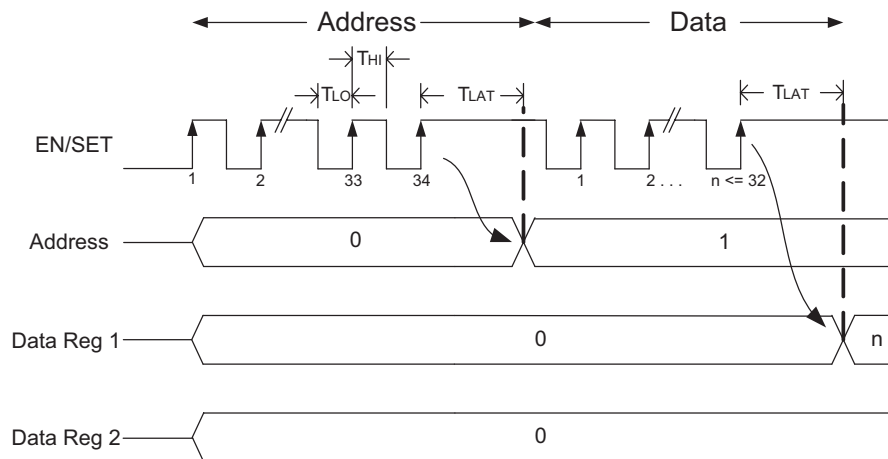 Address
Data
THI
TLO
TLAT
TLAT
EN/SET
1
2
33
34
1
2 . . .
n <= 32
Address
0
1
Data Reg 1
0
n
Data Reg 2
0